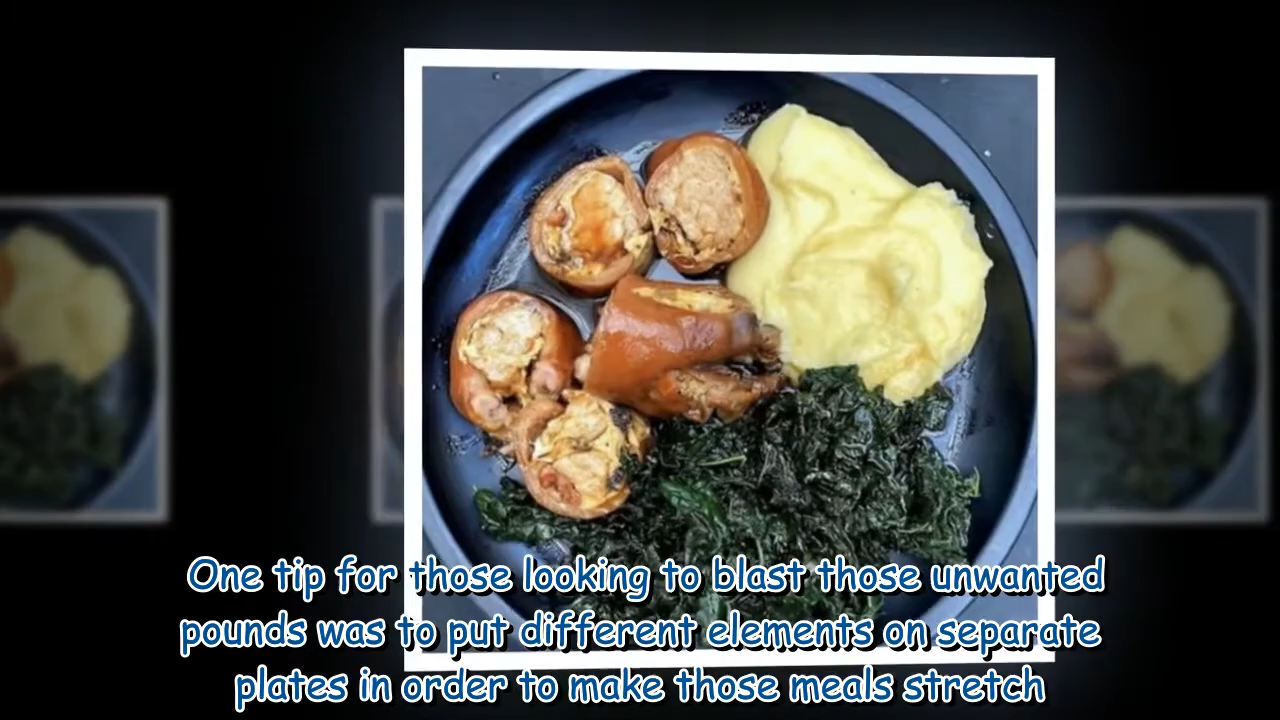 One tip for those looking to blast those unwanted
pounds was to put different elements on separate
plates in order to make those meals stretch